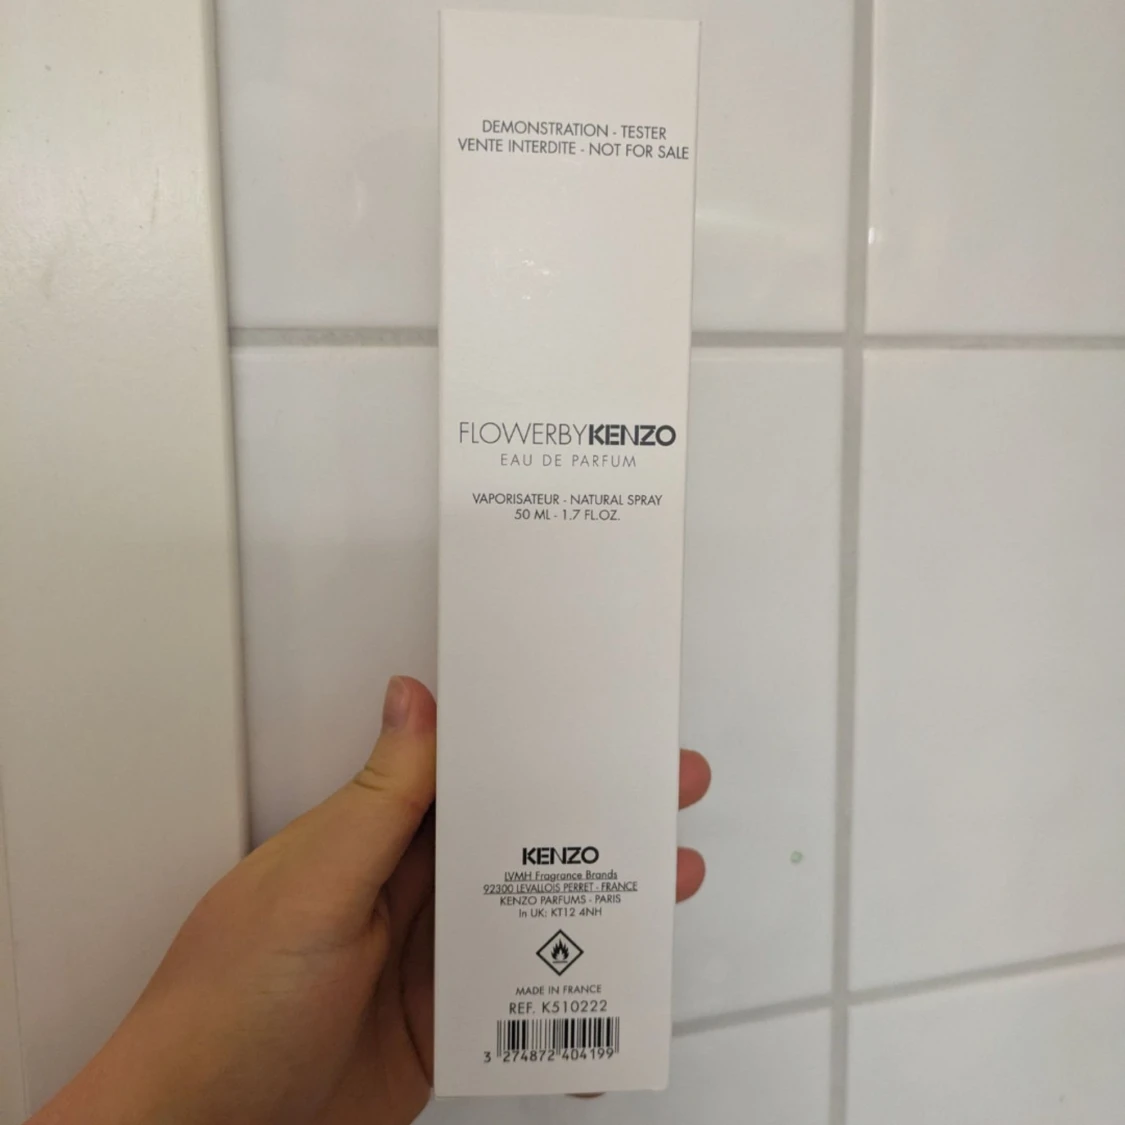 DEMONSTRATION - TESTER
VENTE INTERDITE - NOT FOR SALE
FLOWERBYKENZO
EAU DE PARFUM
VAPORISATEUR - NATURAL SPRAY
50 ML - 1.7 FL.OZ.
KENZO
LVMH Fragrance Brands
92300 LEVALLOIS PERRET - FRANCE
KENZO PARFUMS - PARIS
In UK: KT12 4NH
MADE IN FRANCE
REF. K510222
3 274872 404199